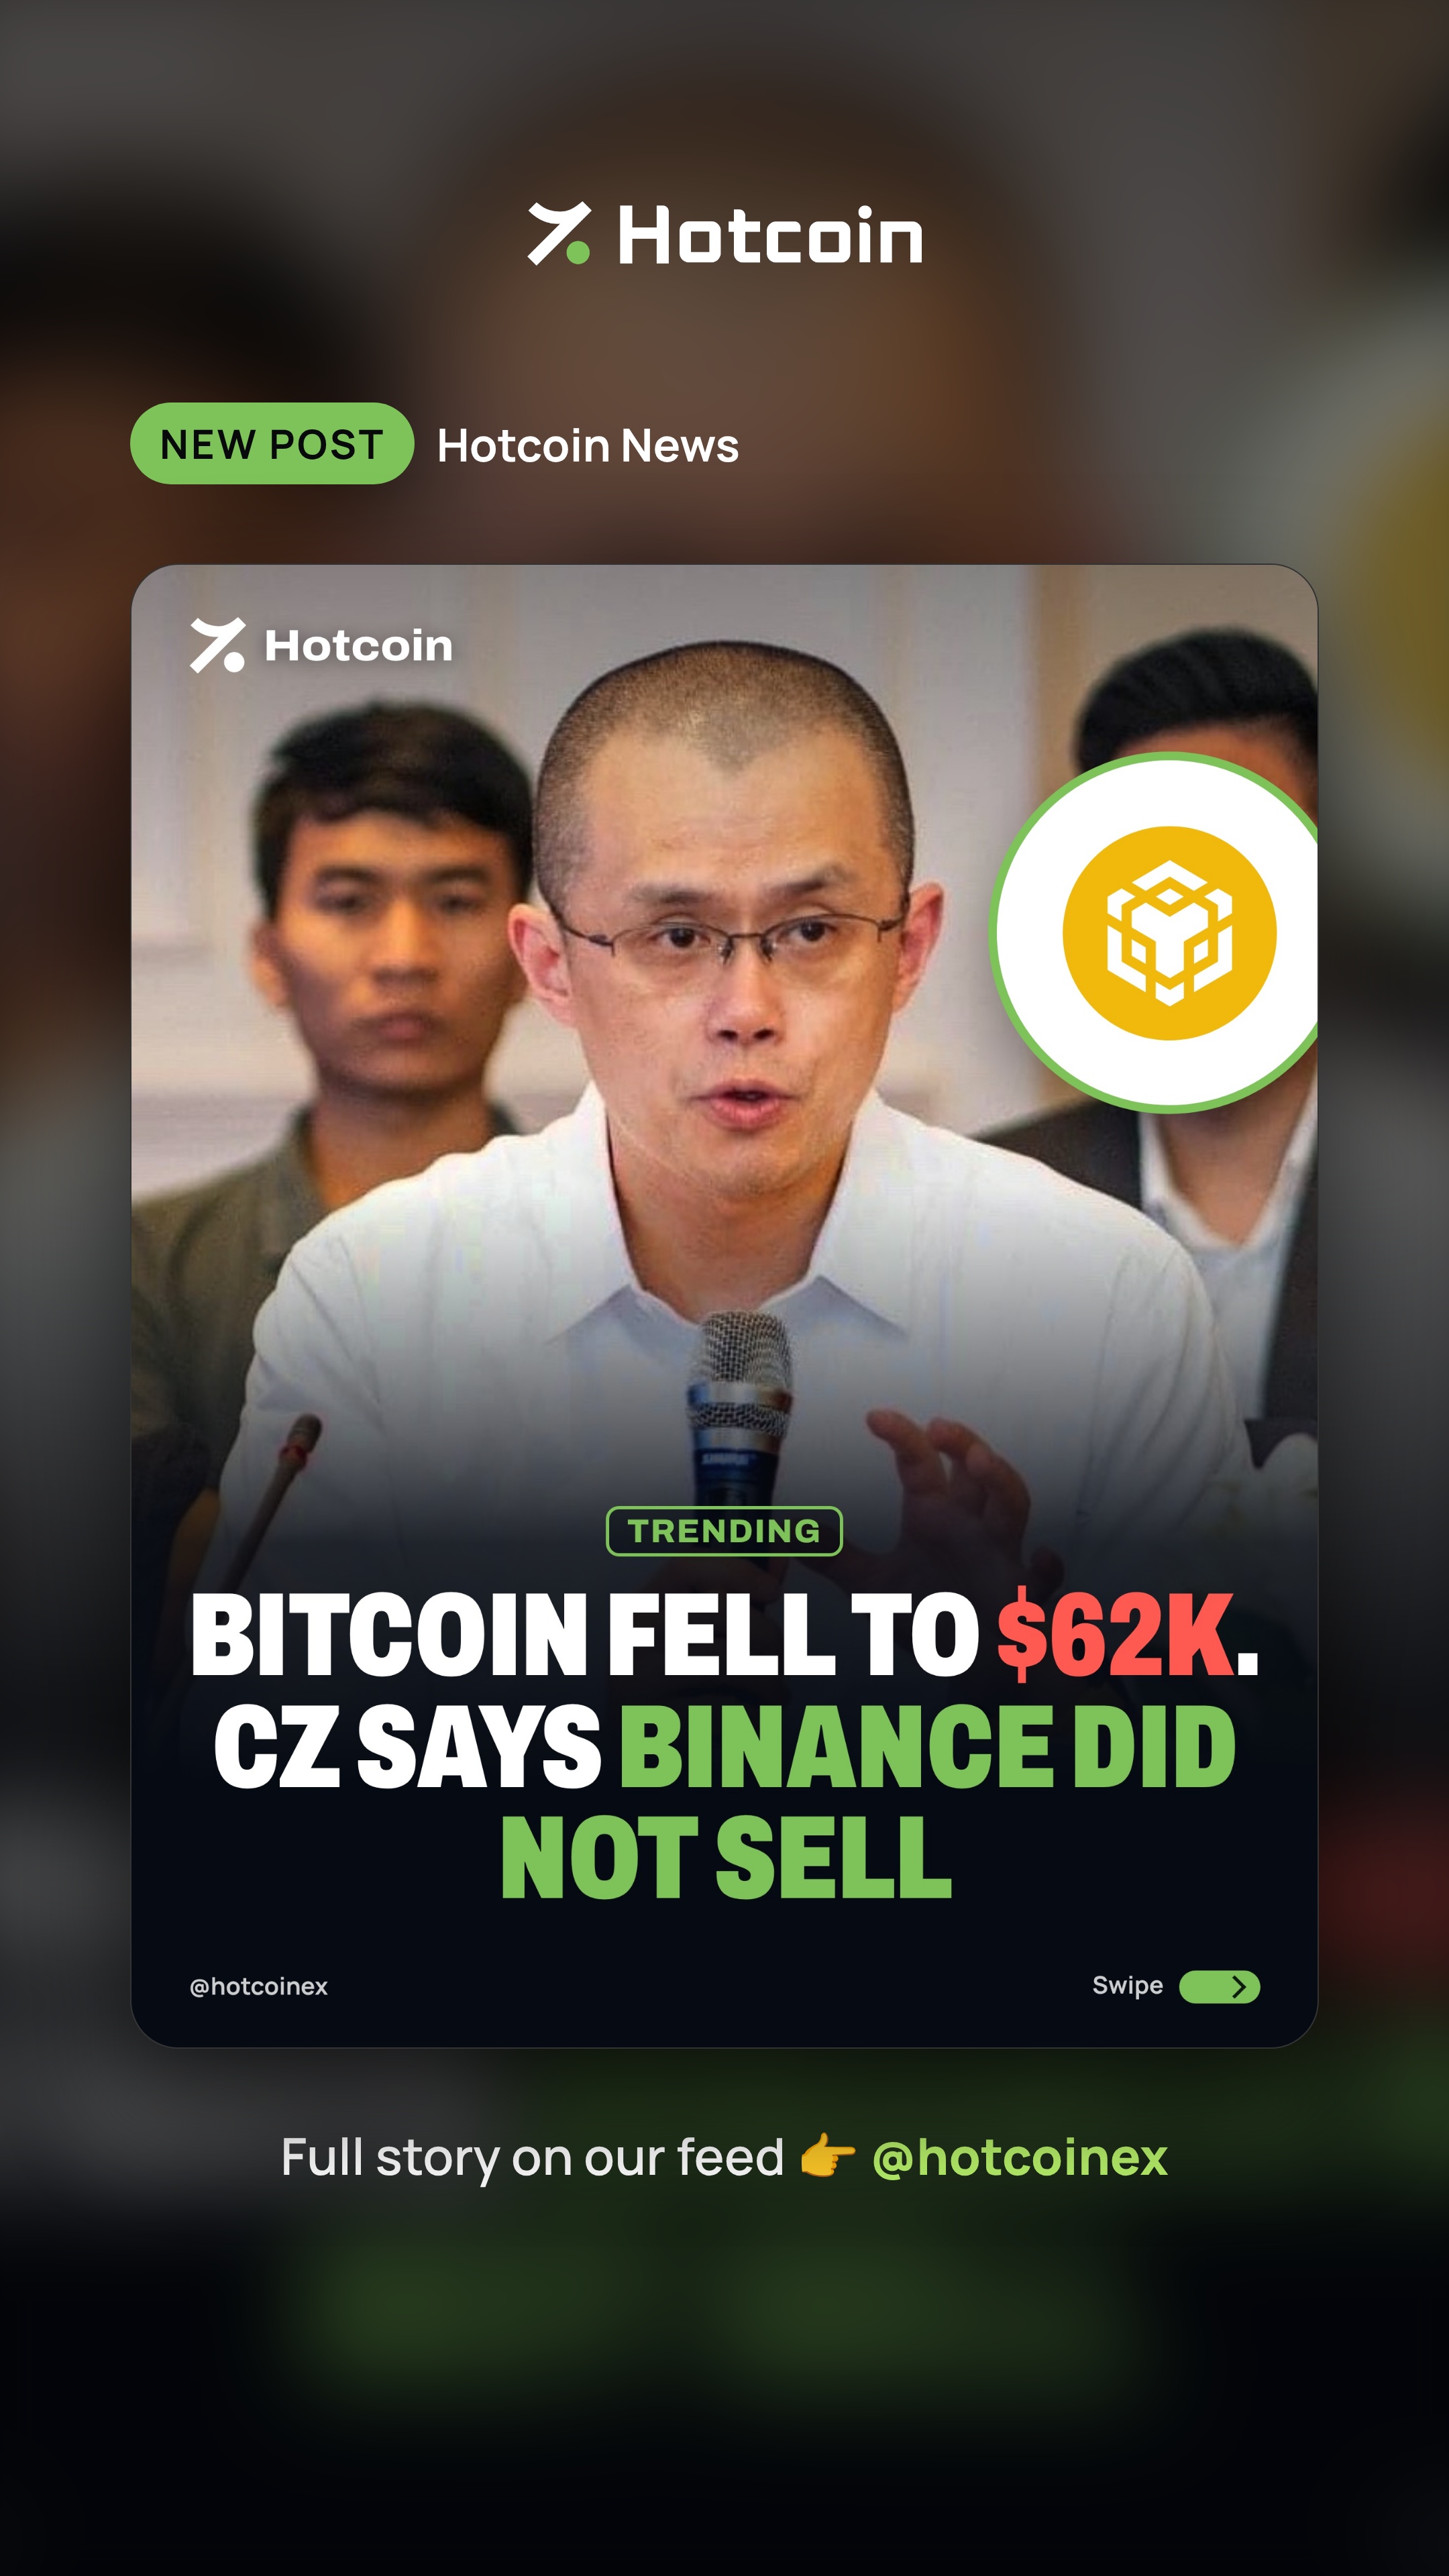 Hotcoin
NEW POST Hotcoin News
Hotcoin
TRENDING
BITCOIN FELL TO $62K.
CZ SAYS BINANCE DID
NOT SELL
@hotcoinex Swipe
Full story on our feed 👉 @hotcoinex